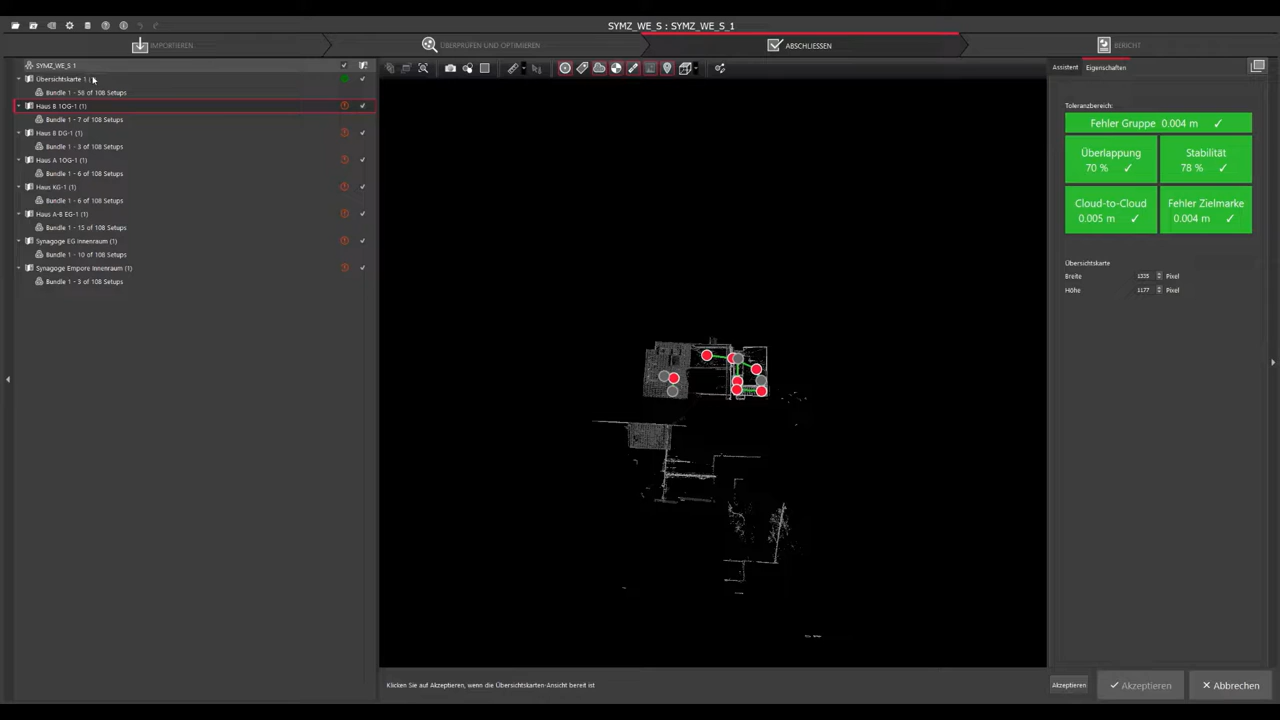 SYMZ_WE_S : SYMZ_WE_S_1
IMPORTIEREN
ÜBERPRÜFEN UND OPTIMIEREN
ABSCHLIESSEN
BERICHT
SYMZ_WE_S_1
Übersichtskarte 1
Bundle 1 - 58 of 108 Setups
Haus B 1OG-1 (1)
Bundle 1 - 7 of 108 Setups
Haus B DG-1 (1)
Bundle 1 - 3 of 108 Setups
Haus A 1OG-1 (1)
Bundle 1 - 6 of 108 Setups
Haus KG-1 (1)
Bundle 1 - 6 of 108 Setups
Haus A-B EG-1 (1)
Bundle 1 - 15 of 108 Setups
Synagoge EG Innenraum (1)
Bundle 1 - 10 of 108 Setups
Synagoge Empore Innenraum (1)
Bundle 1 - 3 of 108 Setups
Assistent
Eigenschaften
Toleranzbereich:
Fehler Gruppe 0.004 m ✓
Überlappung
70 % ✓
Stabilität
78 % ✓
Cloud-to-Cloud
0.005 m ✓
Fehler Zielmarke
0.004 m ✓
Übersichtskarte
Breite 1335 Pixel
Höhe 1177 Pixel
Klicken Sie auf Akzeptieren, wenn die Übersichtskarten-Ansicht bereit ist
Akzeptieren
Akzeptieren
Abbrechen